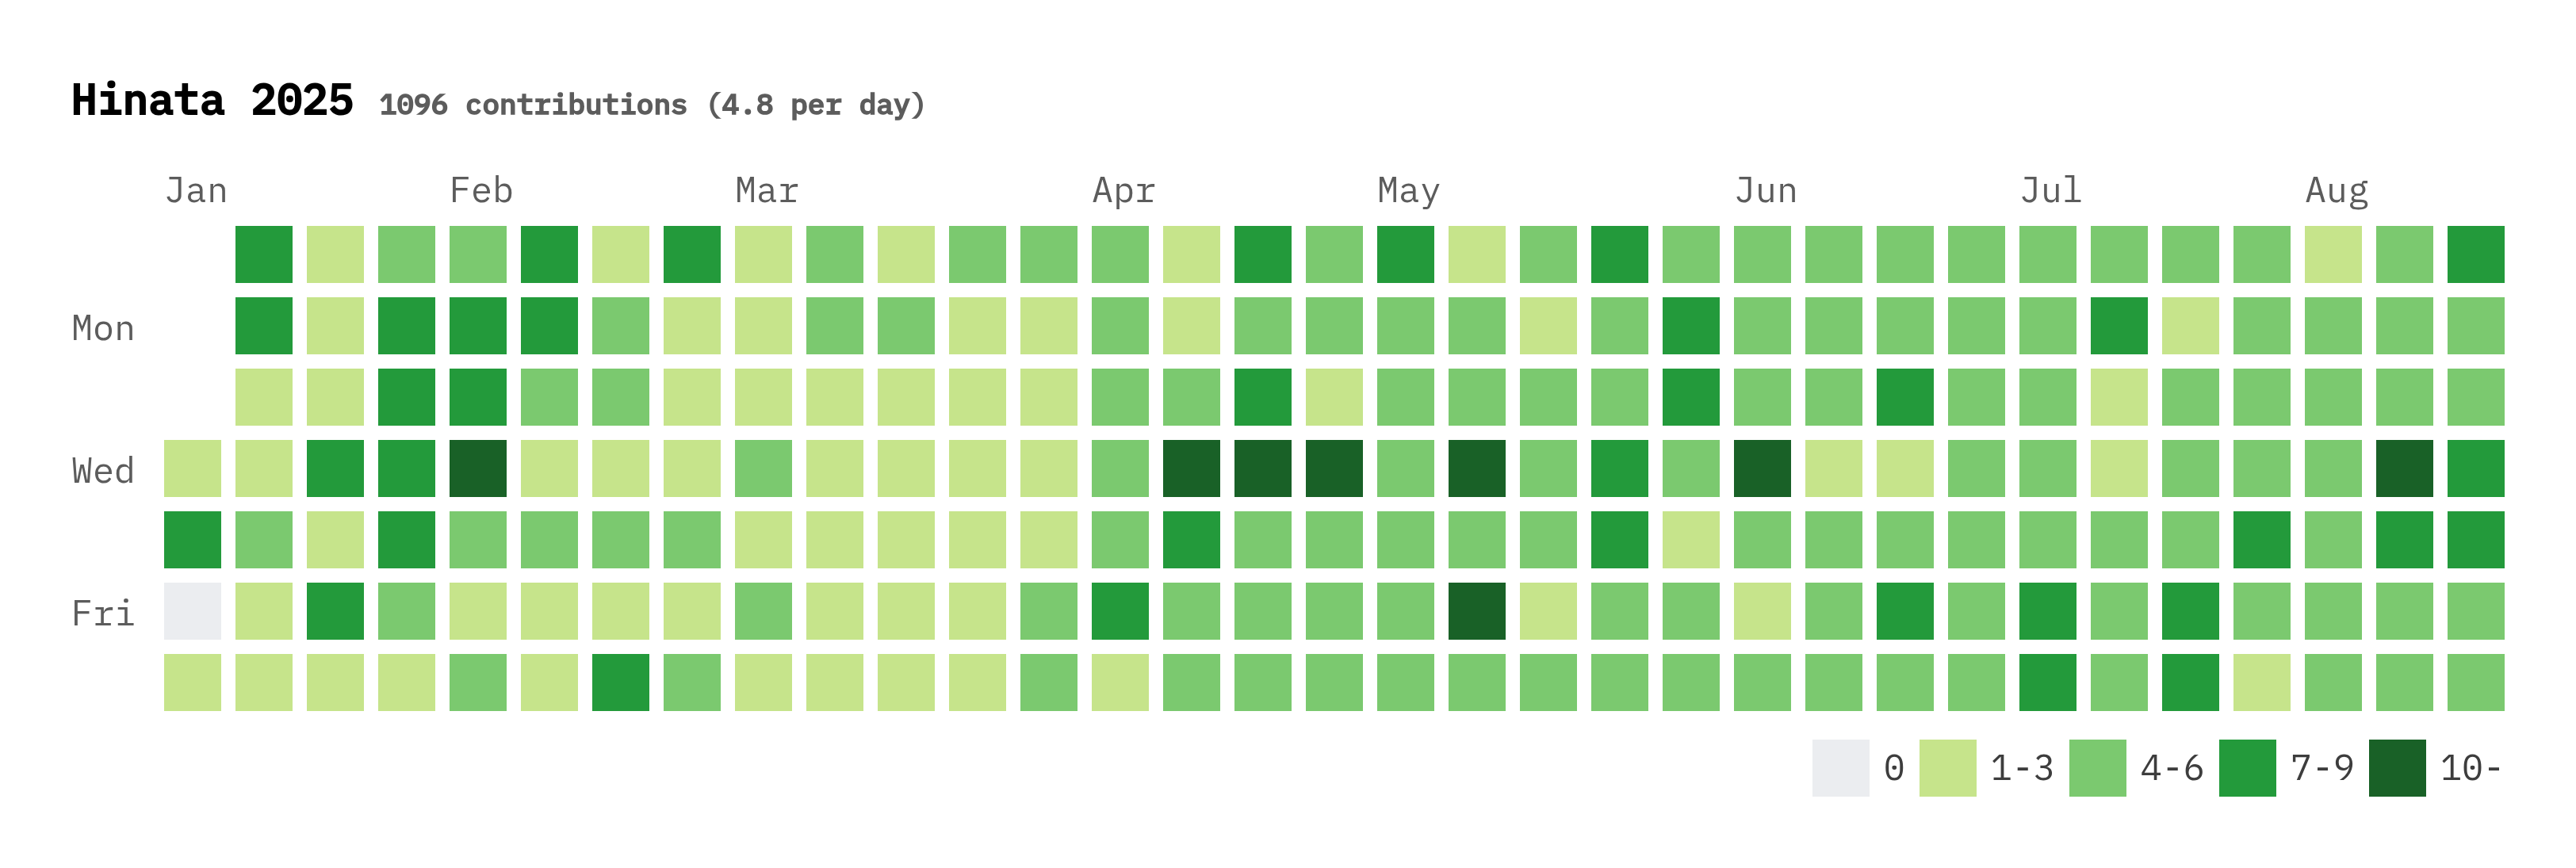 Hinata 2025 1096 contributions (4.8 per day)
Jan Feb Mar Apr May Jun Jul Aug
Mon
Wed
Fri
0 1-3 4-6 7-9 10-